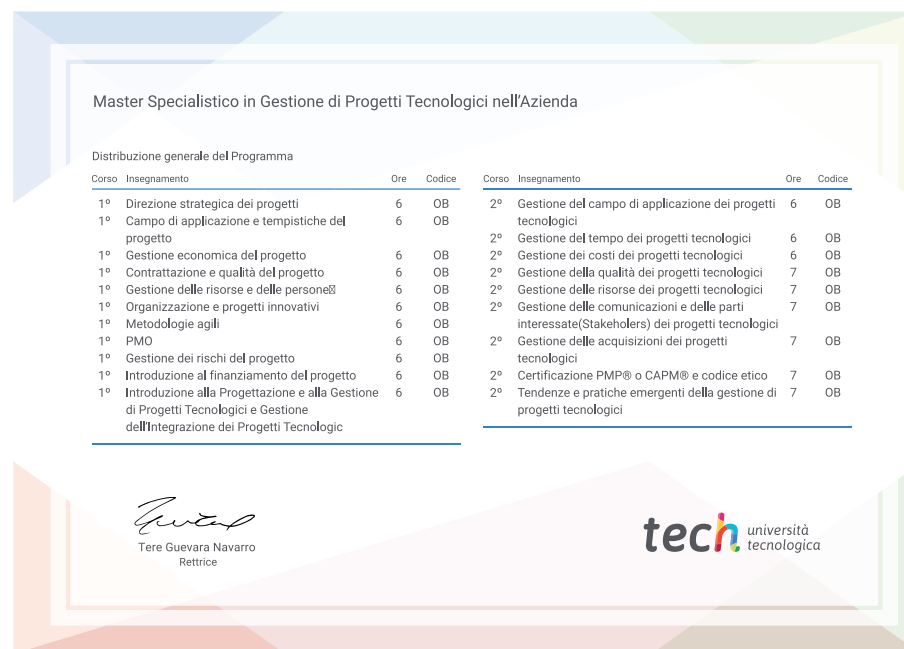 Master Specialistico in Gestione di Progetti Tecnologici nell'Azienda
Distribuzione generale del Programma
Corso Insegnamento Ore Codice
1º Direzione strategica dei progetti 6 OB
1º Campo di applicazione e tempistiche del 6 OB
progetto
1º Gestione economica del progetto 6 OB
1º Contrattazione e qualità del progetto 6 OB
1º Gestione delle risorse e delle persone 6 OB
1º Organizzazione e progetti innovativi 6 OB
1º Metodologie agili 6 OB
1º PMO 6 OB
1º Gestione dei rischi del progetto 6 OB
1º Introduzione al finanziamento del progetto 6 OB
1º Introduzione alla Progettazione e alla Gestione 6 OB
di Progetti Tecnologici e Gestione
dell'Integrazione dei Progetti Tecnologic
Corso Insegnamento Ore Codice
2º Gestione del campo di applicazione dei progetti 6 OB
tecnologici
2º Gestione del tempo dei progetti tecnologici 6 OB
2º Gestione dei costi dei progetti tecnologici 6 OB
2º Gestione della qualità dei progetti tecnologici 7 OB
2º Gestione delle risorse dei progetti tecnologici 7 OB
2º Gestione delle comunicazioni e delle parti 7 OB
interessate(Stakeholers) dei progetti tecnologici
2º Gestione delle acquisizioni dei progetti 7 OB
tecnologici
2º Certificazione PMP® o CAPM® e codice etico 7 OB
2º Tendenze e pratiche emergenti della gestione di 7 OB
progetti tecnologici
Tere Guevara Navarro
Rettrice
tech università
tecnologica